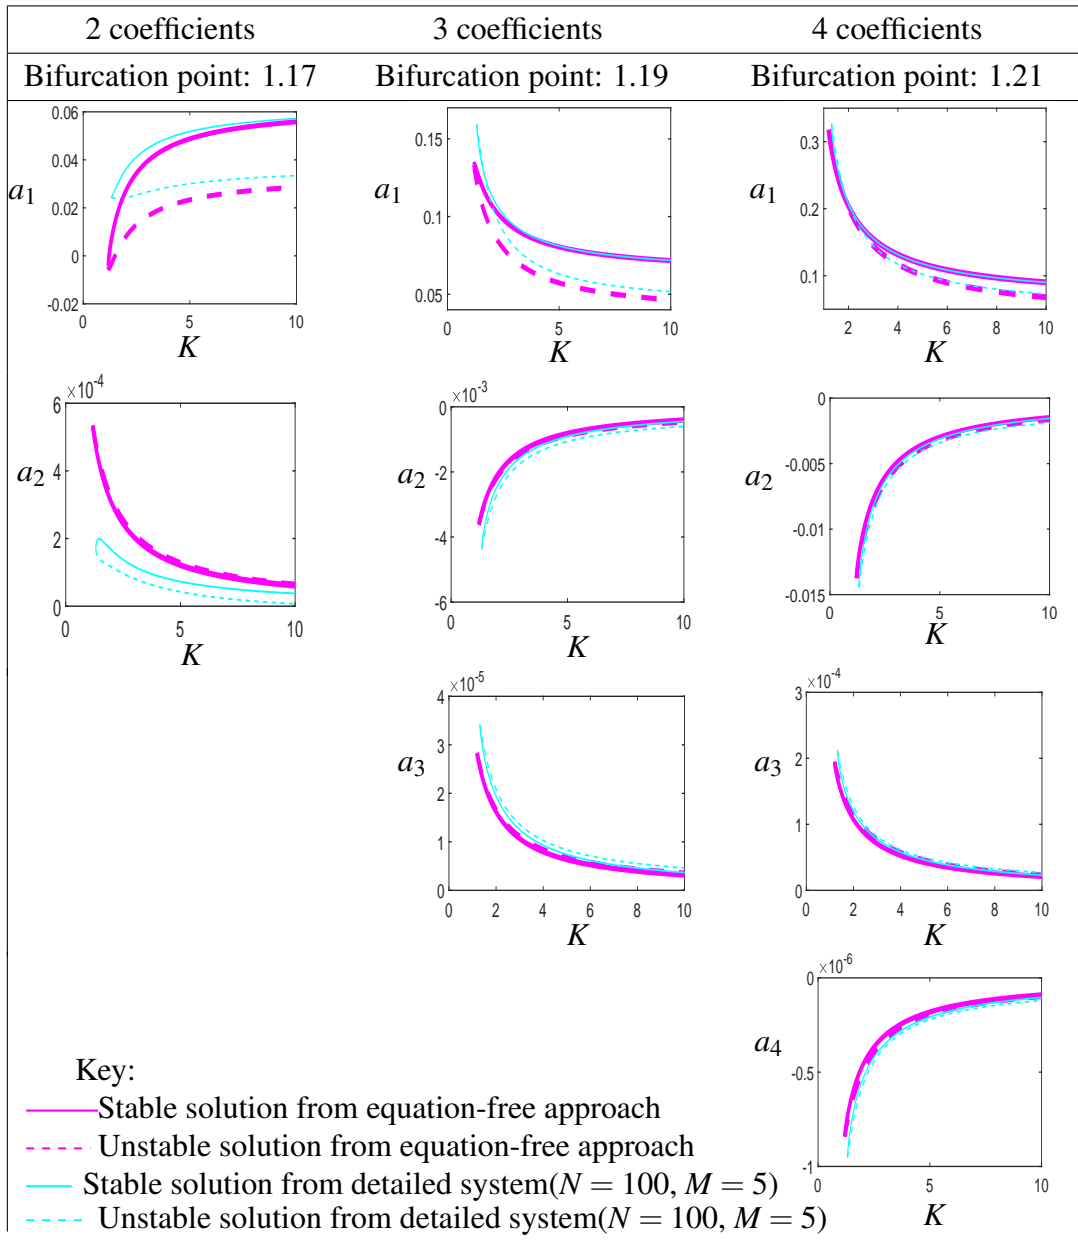 2 coefficients 3 coefficients 4 coefficients
Bifurcation point: 1.17 Bifurcation point: 1.19 Bifurcation point: 1.21
0.06
0.04
0.02
0
-0.02
a1
0 5 10
K
0.15
0.1
0.05
a1
0 5 10
K
0.3
0.2
0.1
a1
2 4 6 8 10
K
×10-4
6
4
2
0
a2
0 5 10
K
×10-3
0
-2
-4
-6
a2
0 5 10
K
0
-0.005
-0.01
-0.015
a2
0 5 10
K
×10-5
4
3
2
1
0
a3
0 2 4 6 8 10
K
×10-4
3
2
1
0
a3
0 2 4 6 8 10
K
×10-6
0
-0.5
-1
a4
0 5 10
K
Key:
Stable solution from equation-free approach
Unstable solution from equation-free approach
Stable solution from detailed system(N = 100, M = 5)
Unstable solution from detailed system(N = 100, M = 5)